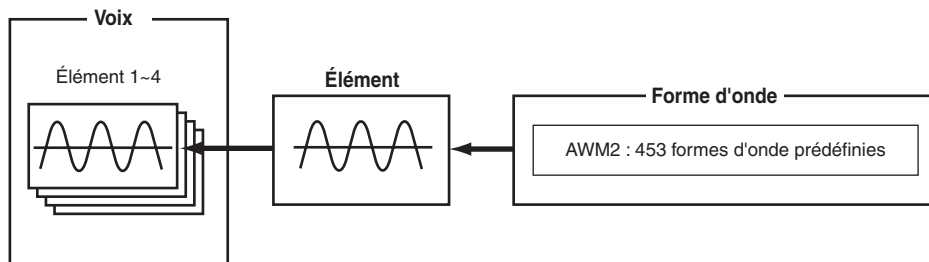 Voix
Élément 1~4
Élément
Forme d'onde
AWM2 : 453 formes d'onde prédéfinies